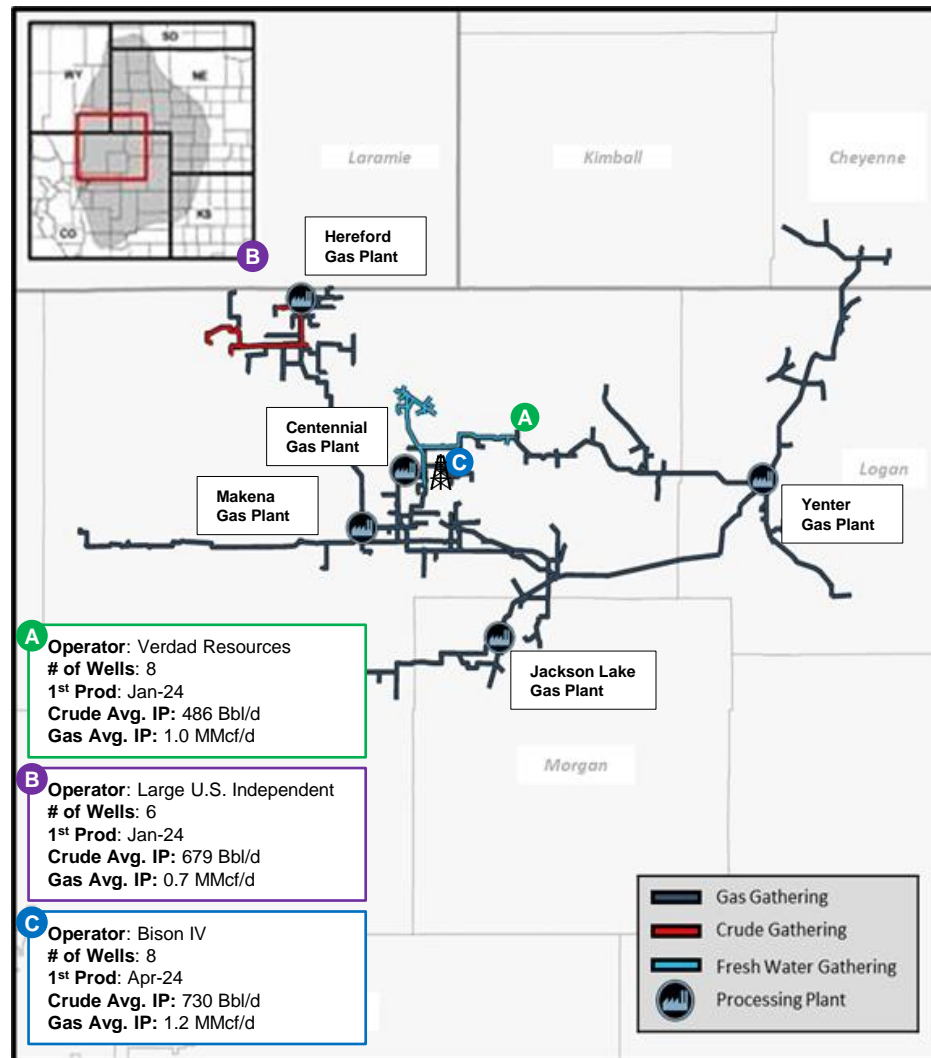 SD
WY
NE
CO
KS
Laramie
Kimball
Cheyenne
B
Hereford
Gas Plant
A
Centennial
Gas Plant
C
Logan
Makena
Gas Plant
Yenter
Gas Plant
Jackson Lake
Gas Plant
Morgan
A
Operator: Verdad Resources
# of Wells: 8
1st Prod: Jan-24
Crude Avg. IP: 486 Bbl/d
Gas Avg. IP: 1.0 MMcf/d
B
Operator: Large U.S. Independent
# of Wells: 6
1st Prod: Jan-24
Crude Avg. IP: 679 Bbl/d
Gas Avg. IP: 0.7 MMcf/d
C
Operator: Bison IV
# of Wells: 8
1st Prod: Apr-24
Crude Avg. IP: 730 Bbl/d
Gas Avg. IP: 1.2 MMcf/d
Gas Gathering
Crude Gathering
Fresh Water Gathering
Processing Plant